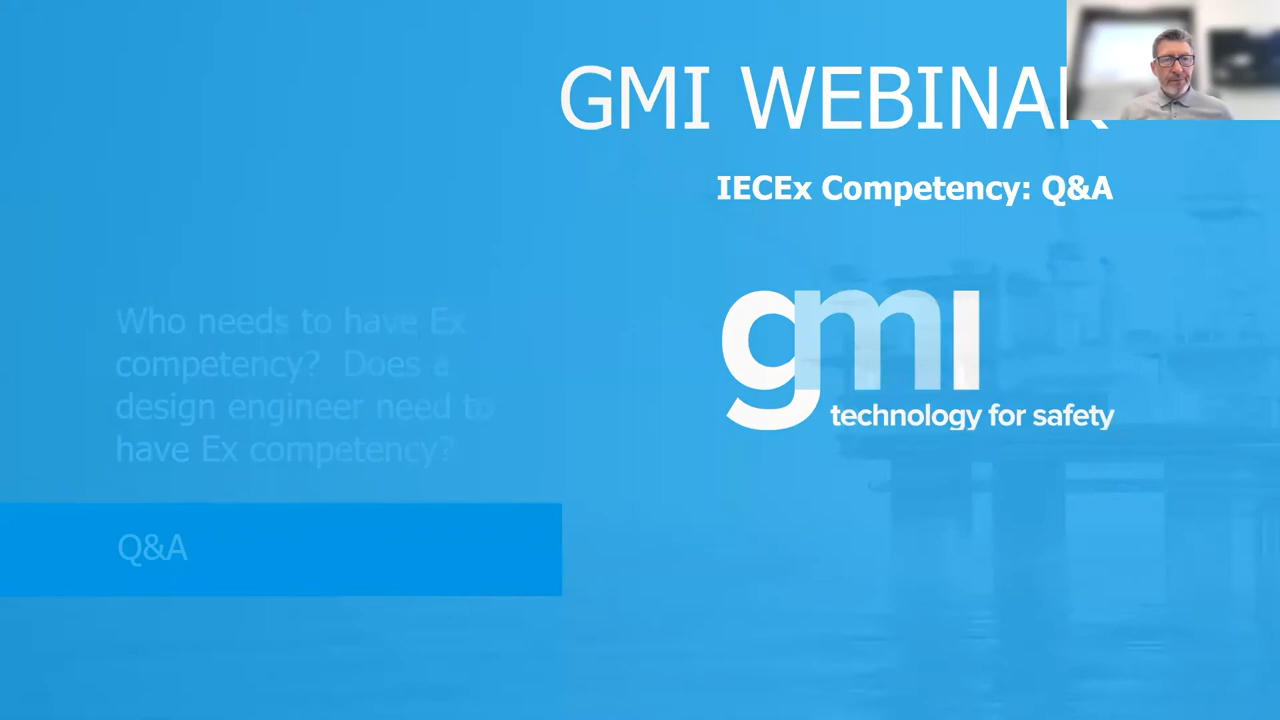 GMI WEBINAR
IECEx Competency: Q&A
gmi
technology for safety
Who needs to have Ex
competency? Does a
design engineer need to
have Ex competency?
Q&A